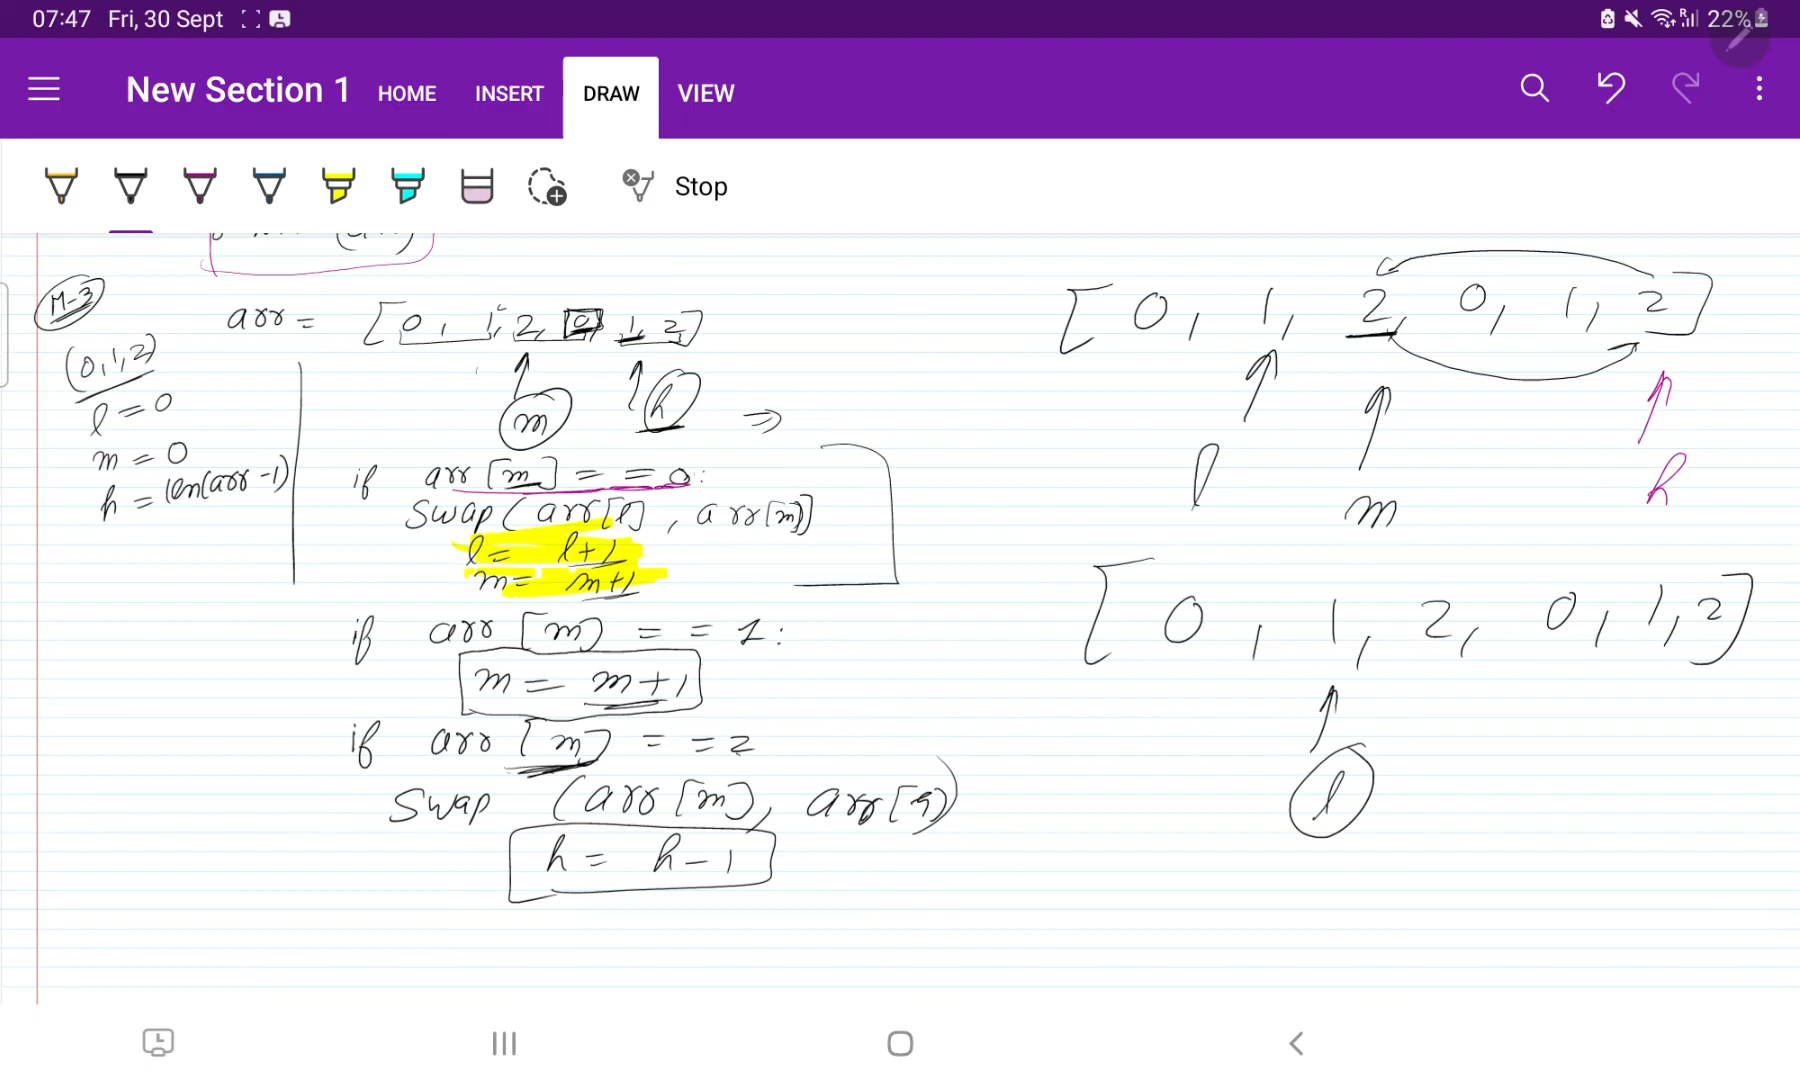 07:47 Fri, 30 Sept 22%
New Section 1 HOME INSERT DRAW VIEW
Stop
M-3
arr = [0, 1, 2, 0, 1, 2]
(0,1,2)
l = 0
m = 0
h = len(arr -1)
m h ⇒
if arr [m] = = 0:
Swap (arr[l] , arr[m]]
l = l+1
m = m+1
if arr [m] = = 1:
m = m+1
if arr [m] = = 2
Swap (arr [m], arr[h])
h = h-1
[ 0, 1, 2, 0, 1, 2]
l m h
[ 0 , 1, 2, 0, 1, 2]
l